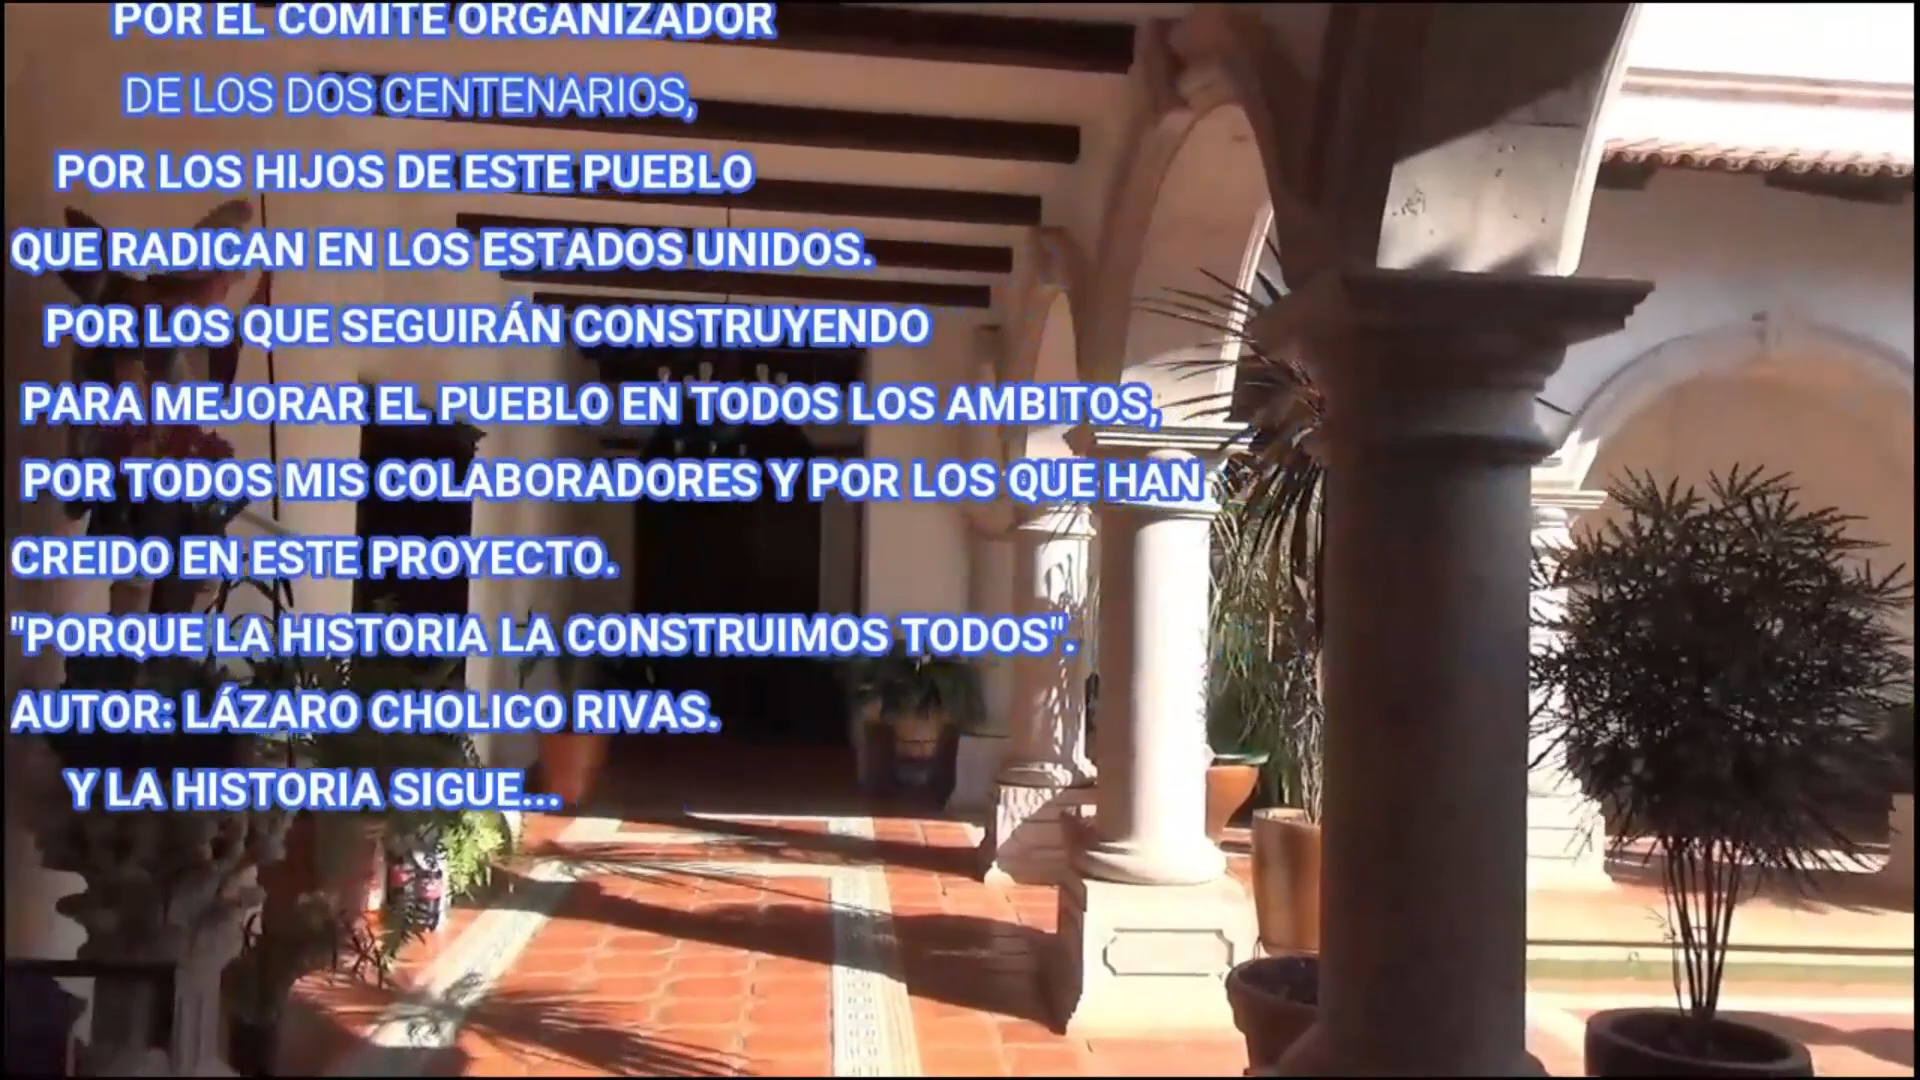 POR EL COMITE ORGANIZADOR
DE LOS DOS CENTENARIOS,
POR LOS HIJOS DE ESTE PUEBLO
QUE RADICAN EN LOS ESTADOS UNIDOS.
POR LOS QUE SEGUIRÁN CONSTRUYENDO
PARA MEJORAR EL PUEBLO EN TODOS LOS AMBITOS,
POR TODOS MIS COLABORADORES Y POR LOS QUE HAN
CREIDO EN ESTE PROYECTO.
"PORQUE LA HISTORIA LA CONSTRUIMOS TODOS".
AUTOR: LÁZARO CHOLICO RIVAS.
Y LA HISTORIA SIGUE...